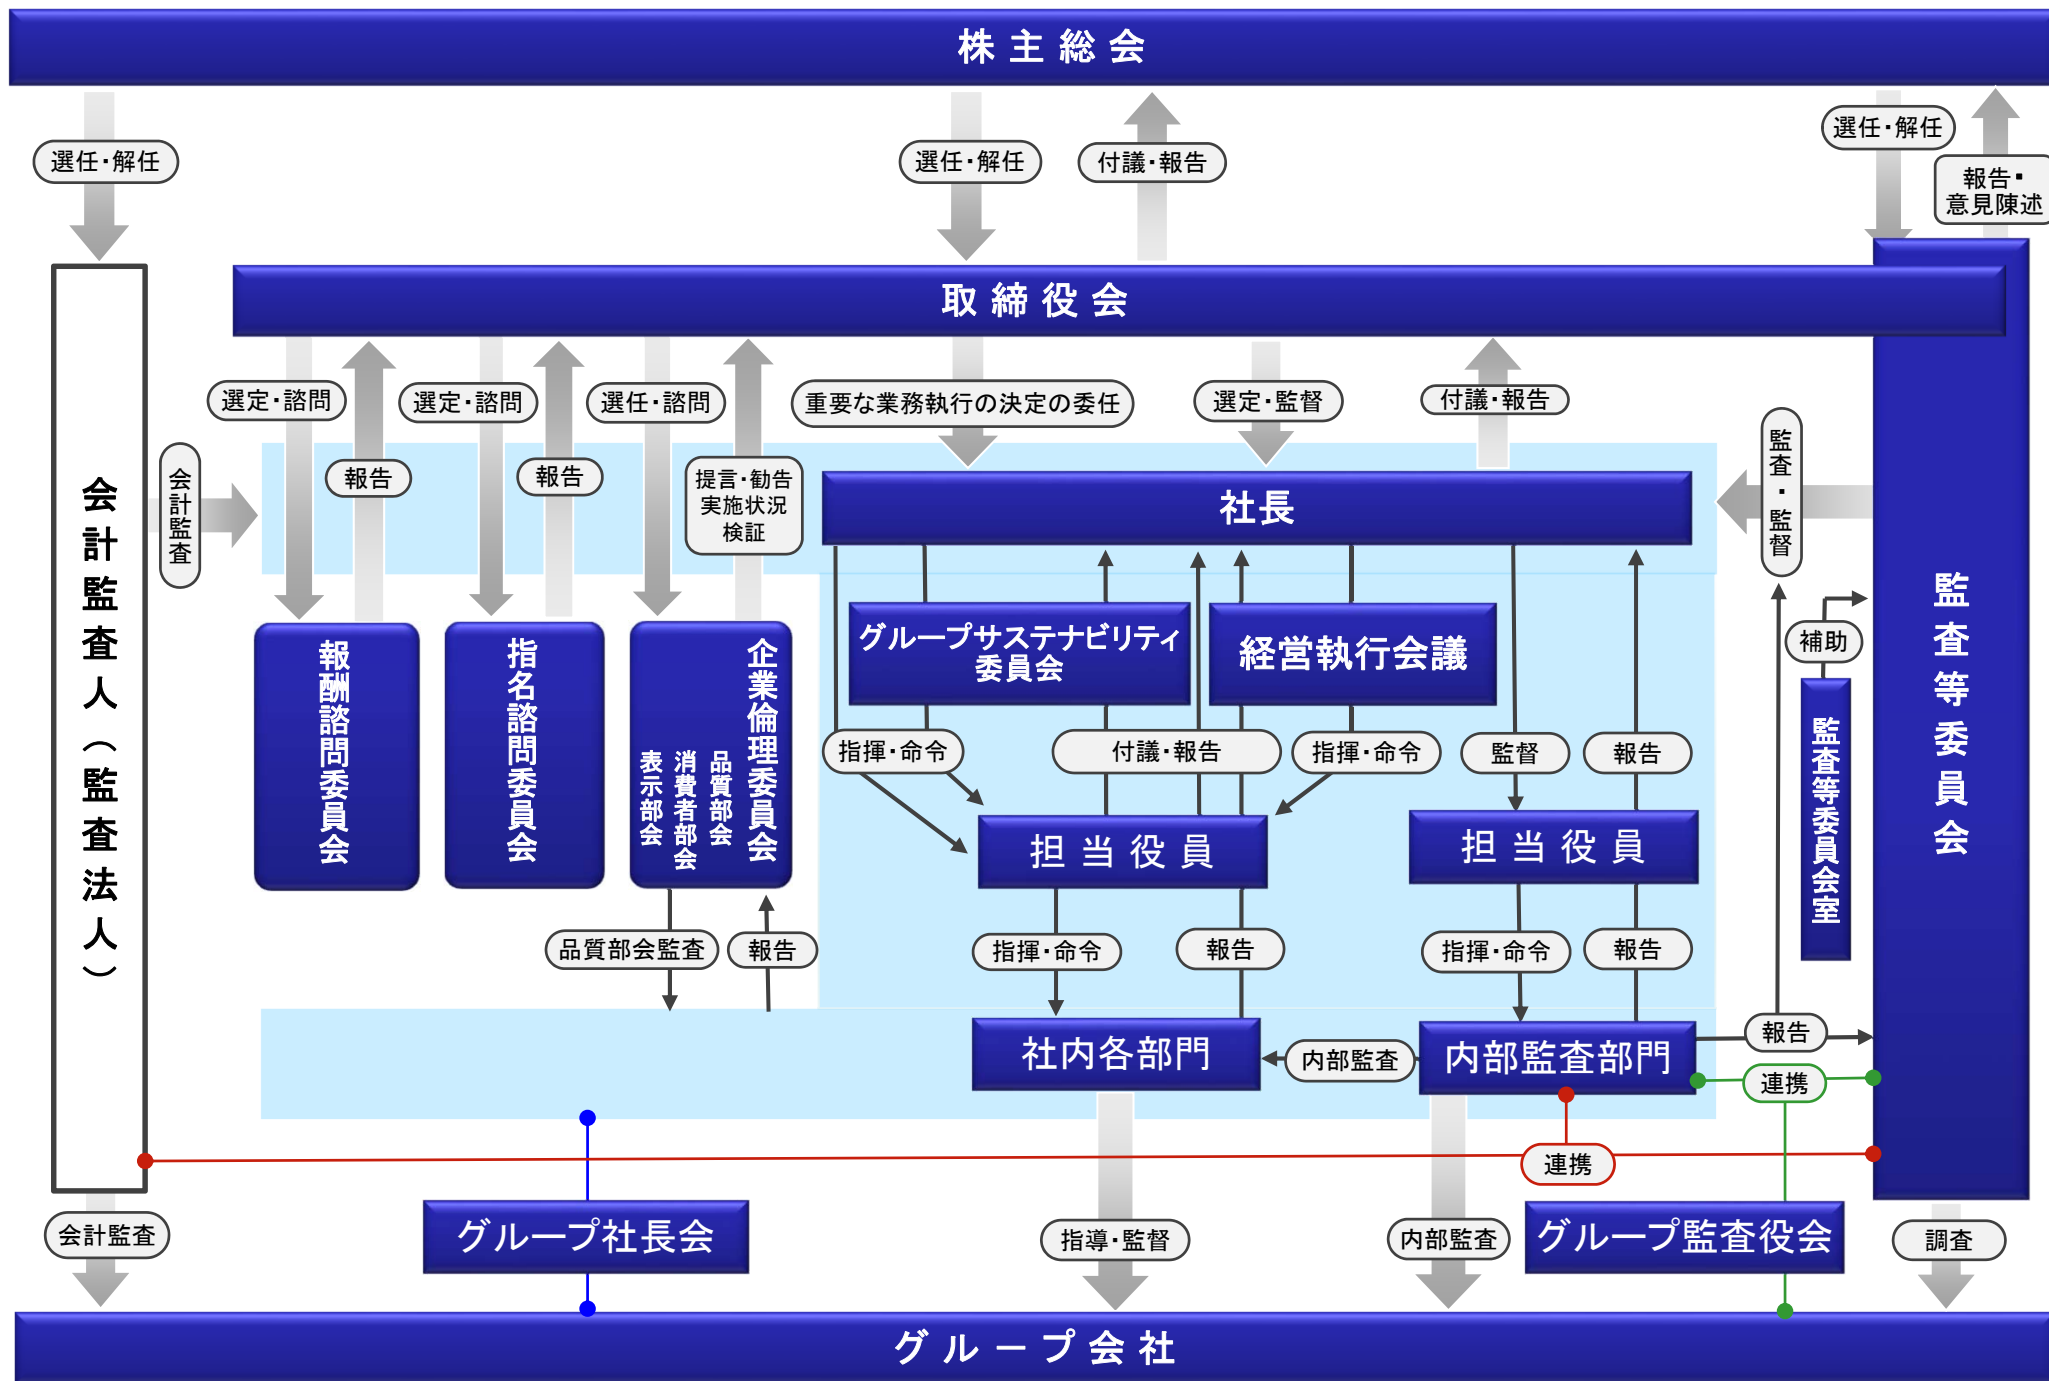 株主総会
選任・解任
選任・解任
付議・報告
選任・解任
報告・
意見陳述
取締役会
選定・諮問
報告
選定・諮問
報告
選任・諮問
提言・勧告
実施状況
検証
重要な業務執行の決定の委任
選定・監督
付議・報告
会計監査
監査・監督
会計監査人（監査法人）
社長
監査等委員会
グループサステナビリティ
委員会
経営執行会議
補助
監査等委員会室
報酬諮問委員会
指名諮問委員会
企業倫理委員会
品質部会
消費者部会
表示部会
指揮・命令
付議・報告
指揮・命令
監督
報告
担当役員
担当役員
品質部会監査
報告
指揮・命令
報告
指揮・命令
報告
社内各部門
内部監査
内部監査部門
報告
連携
連携
会計監査
グループ社長会
指導・監督
内部監査
グループ監査役会
調査
グループ会社